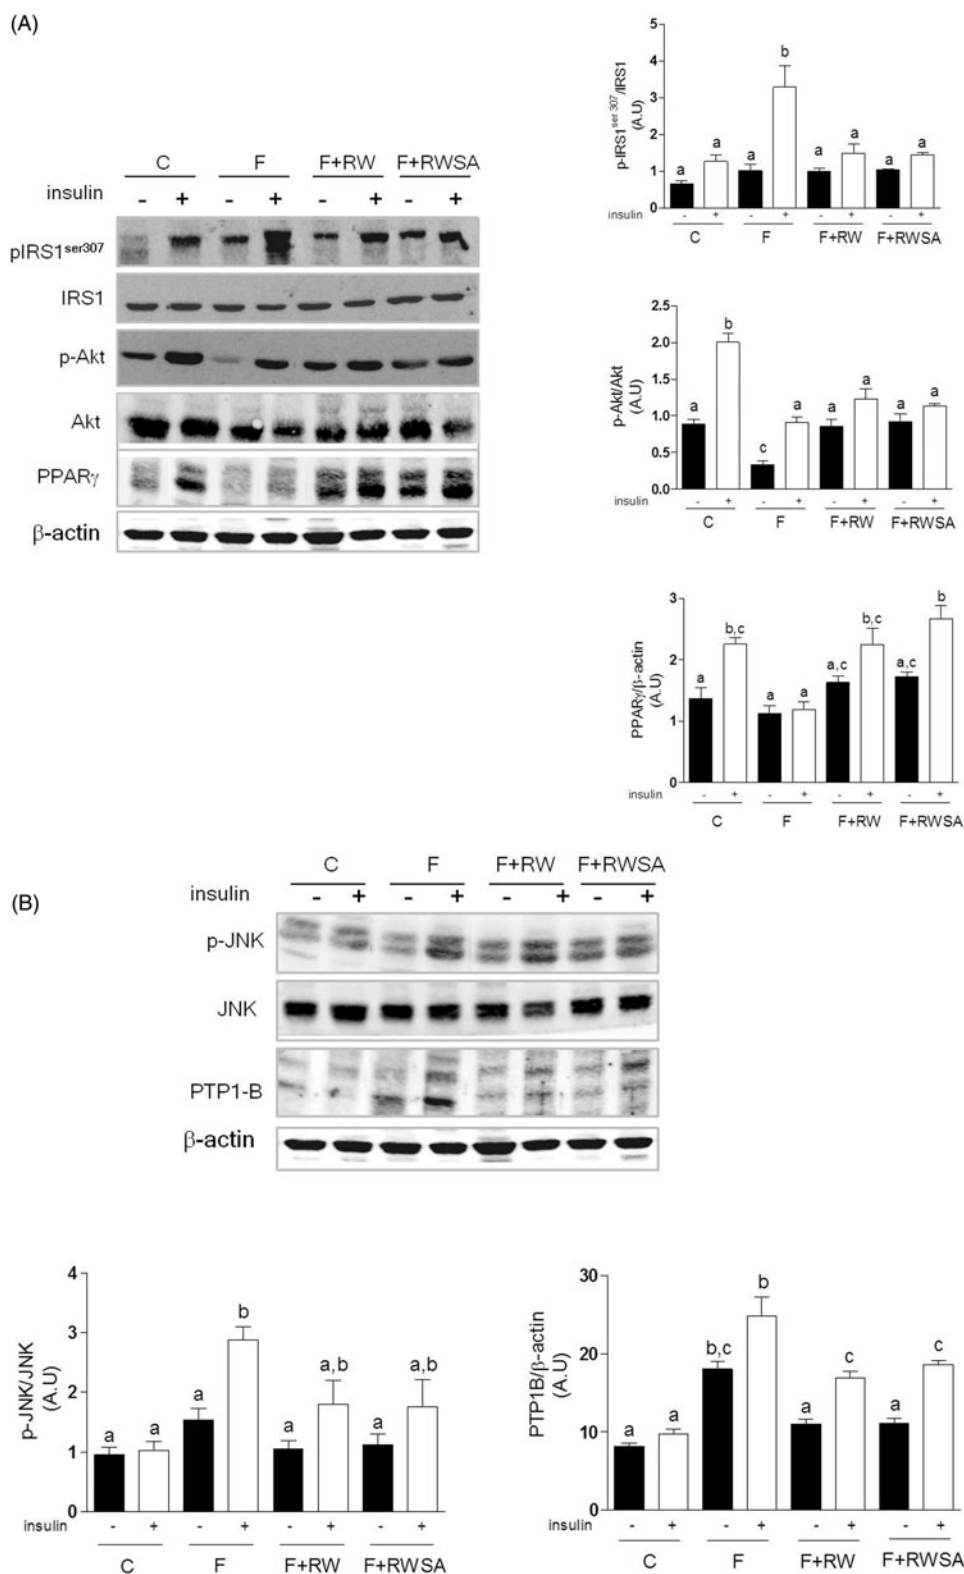 (A)
C F F+RW F+RWSA
insulin - + - + - + - +
pIRS1ser307
IRS1
p-Akt
Akt
PPARγ
β-actin
p-IRS1ser 307/IRS1
(A.U)
5
4
3
2
1
0
a a a b a a a a
insulin - + - + - + - +
C F F+RW F+RWSA
p-Akt/Akt
(A.U)
2.5
2.0
1.5
1.0
0.5
0.0
a b c a a a a a
insulin - + - + - + - +
C F F+RW F+RWSA
PPARγ/β-actin
(A.U)
3
2
1
0
a b,c a a a,c b,c a,c b
insulin - + - + - + - +
C F F+RW F+RWSA
(B)
C F F+RW F+RWSA
insulin - + - + - + - +
p-JNK
JNK
PTP1-B
β-actin
p-JNK/JNK
(A.U)
4
3
2
1
0
a a a b a a,b a a,b
insulin - + - + - + - +
C F F+RW F+RWSA
PTP1B/β-actin
(A.U)
30
20
10
0
a a b,c b a c a c
insulin - + - + - + - +
C F F+RW F+RWSA